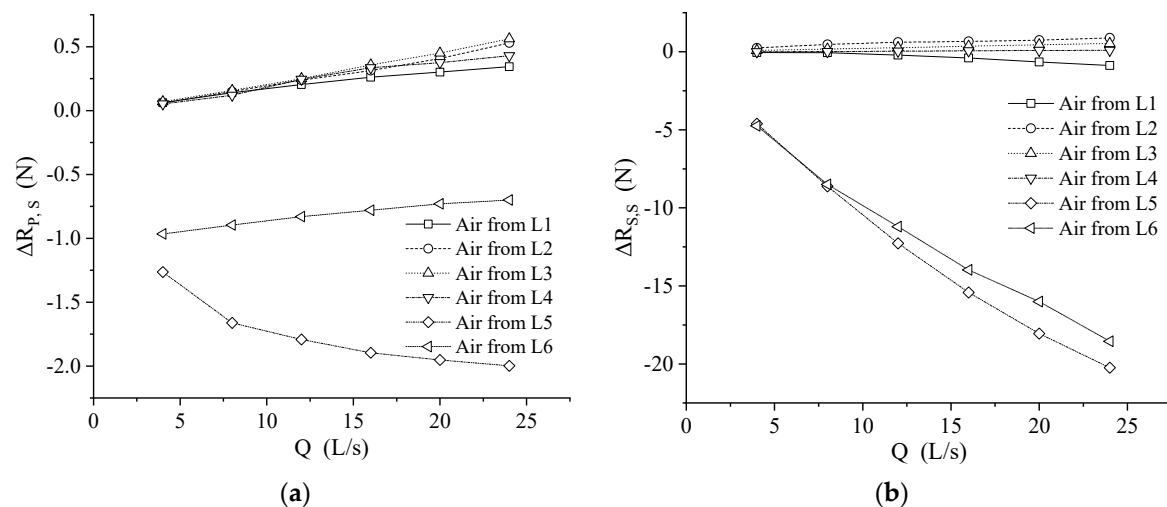 0.5
0.0
-0.5
-1.0
-1.5
-2.0
ΔR_{P, s} (N)
Air from L1
Air from L2
Air from L3
Air from L4
Air from L5
Air from L6
0 5 10 15 20 25
Q (L/s)
(a)
0
-5
-10
-15
-20
ΔR_{S,S} (N)
Air from L1
Air from L2
Air from L3
Air from L4
Air from L5
Air from L6
0 5 10 15 20 25
Q (L/s)
(b)